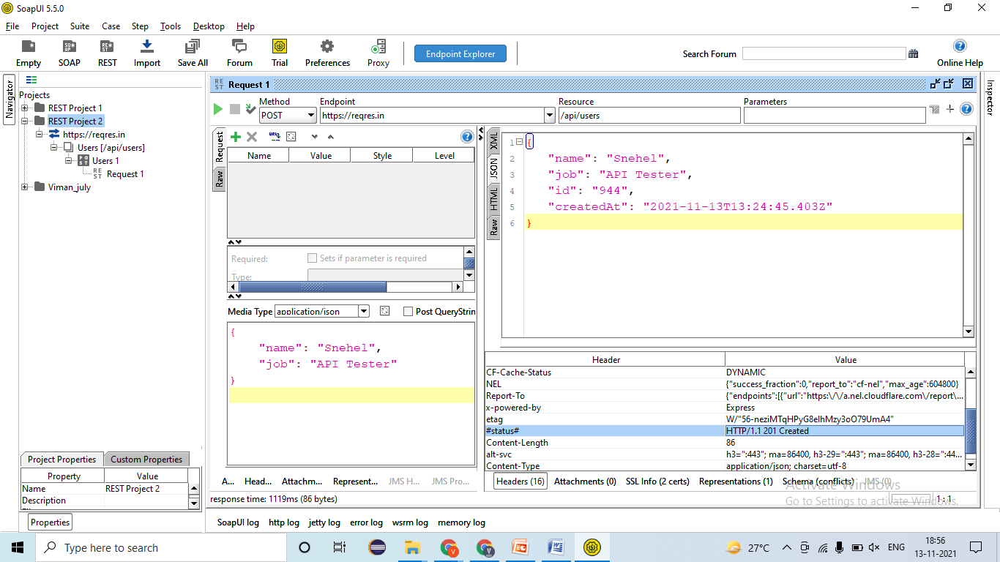 SoapUI 5.5.0
File Project Suite Case Step Tools Desktop Help
Empty SOAP REST Import Save All Forum Trial Preferences Proxy Endpoint Explorer Search Forum Online Help
Navigator
Projects
REST Project 1
REST Project 2
https://reqres.in
Users [/api/users]
Users 1
Request 1
Viman_july
Project Properties Custom Properties
Property Value
Name REST Project 2
Description
Properties
REST Request 1
Method Endpoint Resource Parameters
POST https://reqres.in /api/users
Inspector
Request
Raw
Name Value Style Level
Required: Sets if parameter is required
Type:
Media Type application/json Post QueryStrin
{
"name": "Snehel",
"job": "API Tester"
}
A... Head... Attachm... Represent... JMS H... JMS Pro...
XML
JSON
HTML
Raw
1 {
2 "name": "Snehel",
3 "job": "API Tester",
4 "id": "944",
5 "createdAt": "2021-11-13T13:24:45.403Z"
6 }
Header Value
CF-Cache-Status DYNAMIC
NEL {"success_fraction":0,"report_to":"cf-nel","max_age":604800}
Report-To {"endpoints":[{"url":"https:\/\/a.nel.cloudflare.com\/report\...
x-powered-by Express
etag W/"56-neziMTqHPyG8elhMzy3oO79UmA4"
#status# HTTP/1.1 201 Created
Content-Length 86
alt-svc h3=":443"; ma=86400, h3-29=":443"; ma=86400, h3-28=":44...
Content-Type application/json; charset=utf-8
Headers (16) Attachments (0) SSL Info (2 certs) Representations (1) Schema (conflicts) JMS (0)
Activate Windows
Go to Settings to activate Windows.
response time: 1119ms (86 bytes) 1 : 1
SoapUI log http log jetty log error log wsrm log memory log
Type here to search 27°C ENG 18:56
13-11-2021